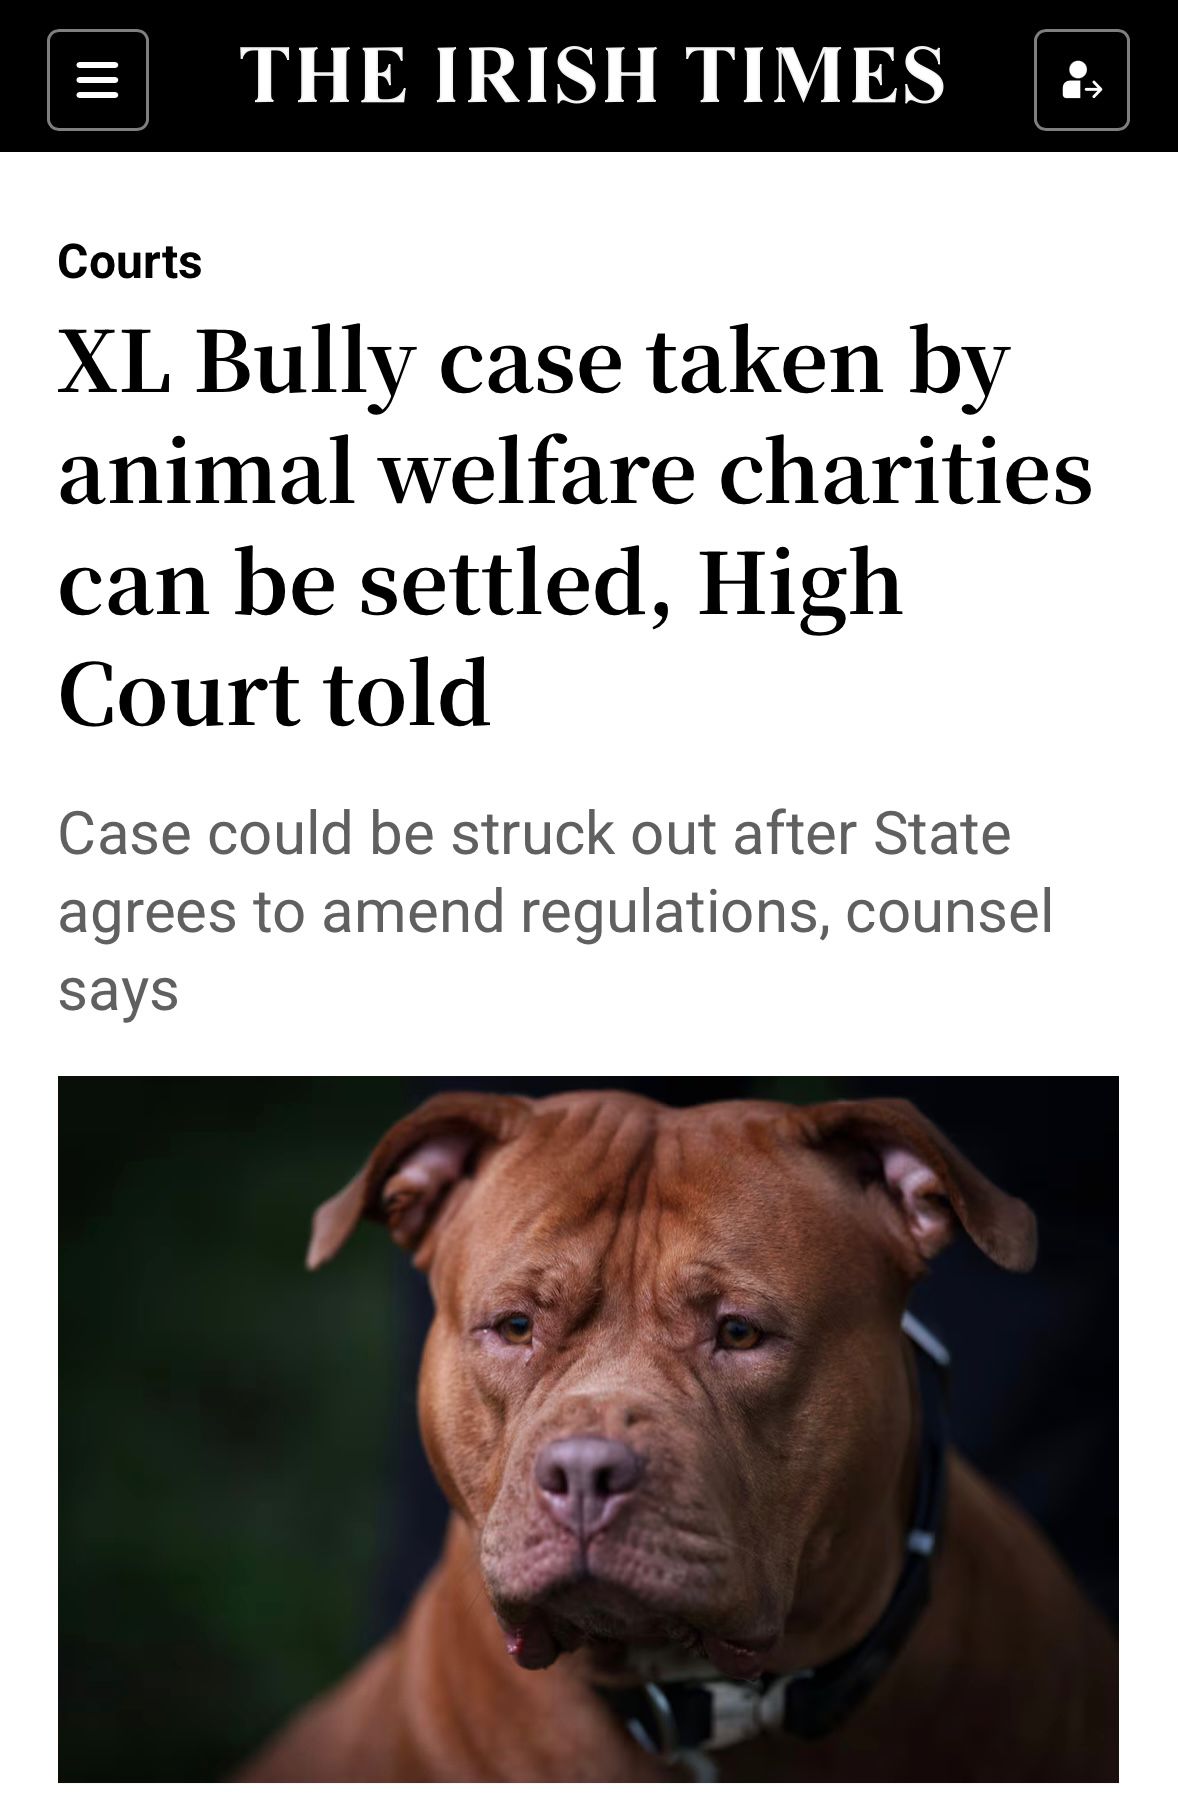 THE IRISH TIMES
Courts
XL Bully case taken by
animal welfare charities
can be settled, High
Court told
Case could be struck out after State
agrees to amend regulations, counsel
says